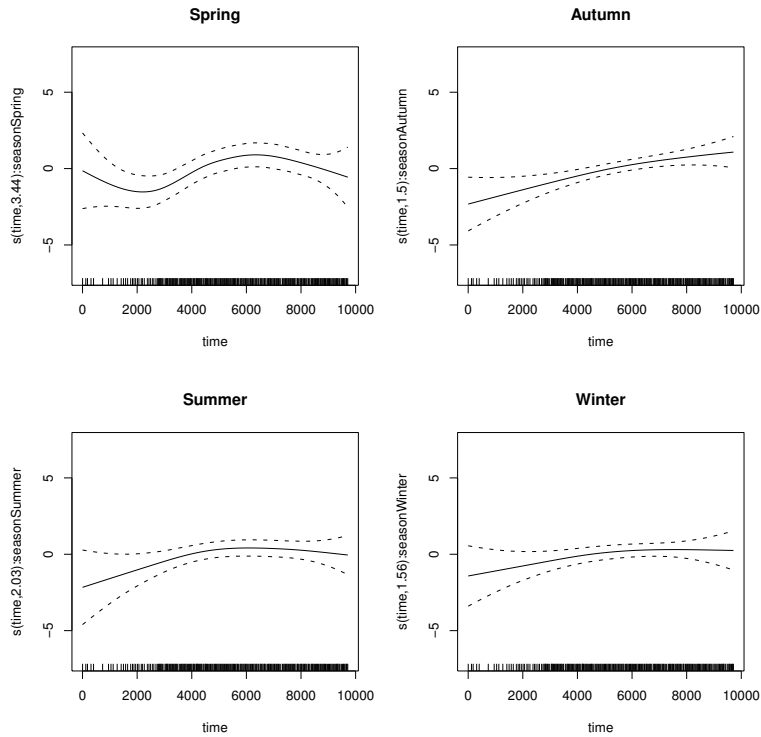 Spring
s(time,3.44):seasonSpring
5
0
−5
0 2000 4000 6000 8000 10000
time
Autumn
s(time,1.5):seasonAutumn
5
0
−5
0 2000 4000 6000 8000 10000
time
Summer
s(time,2.03):seasonSummer
5
0
−5
0 2000 4000 6000 8000 10000
time
Winter
s(time,1.56):seasonWinter
5
0
−5
0 2000 4000 6000 8000 10000
time